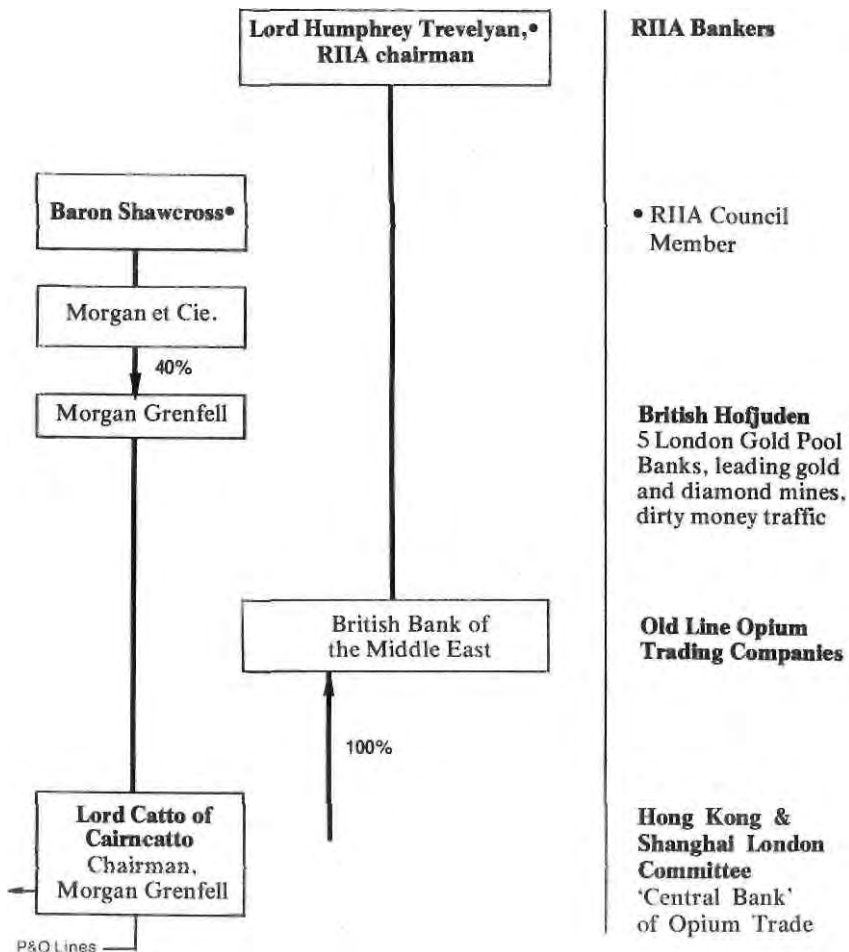 Lord Humphrey Trevelyan,•
RIIA chairman
Baron Shawcross•
Morgan et Cie.
40%
Morgan Grenfell
British Bank of
the Middle East
100%
Lord Catto of
Cairncatto
Chairman,
Morgan Grenfell
P&O Lines
RIIA Bankers
• RIIA Council
Member
British Hofjuden
5 London Gold Pool
Banks, leading gold
and diamond mines,
dirty money traffic
Old Line Opium
Trading Companies
Hong Kong &
Shanghai London
Committee
‘Central Bank’
of Opium Trade